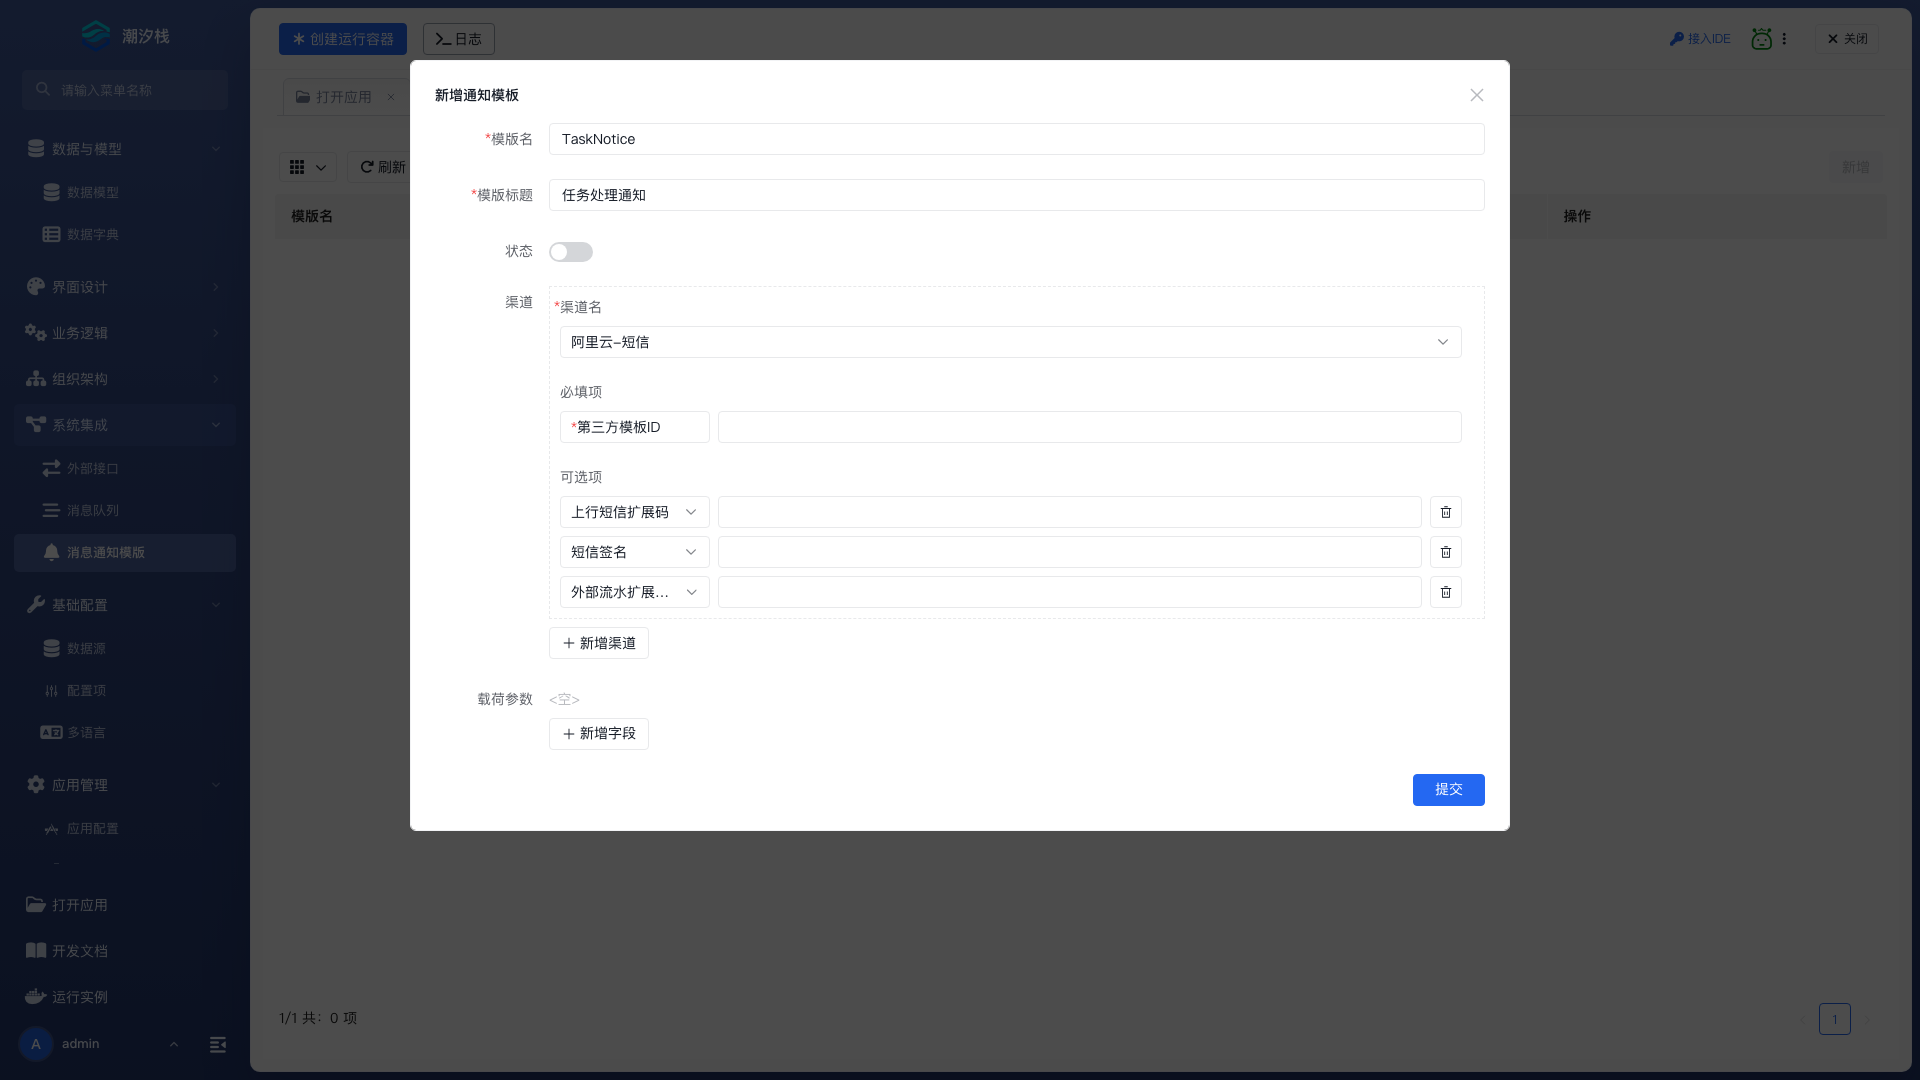 潮汐栈
请输入菜单名称
数据与模型
数据模型
数据字典
界面设计
业务逻辑
组织架构
系统集成
外部接口
消息队列
消息通知模版
基础配置
数据源
配置项
多语言
应用管理
应用配置
打开应用
开发文档
运行实例
A admin
创建运行容器 日志 接入IDE 关闭
打开应用
刷新 新增
模版名 操作
新增通知模板
*模版名 TaskNotice
*模版标题 任务处理通知
状态
渠道 *渠道名
阿里云-短信
必填项
*第三方模板ID
可选项
上行短信扩展码
短信签名
外部流水扩展...
+ 新增渠道
载荷参数 <空>
+ 新增字段
提交
1/1 共：0 项 1